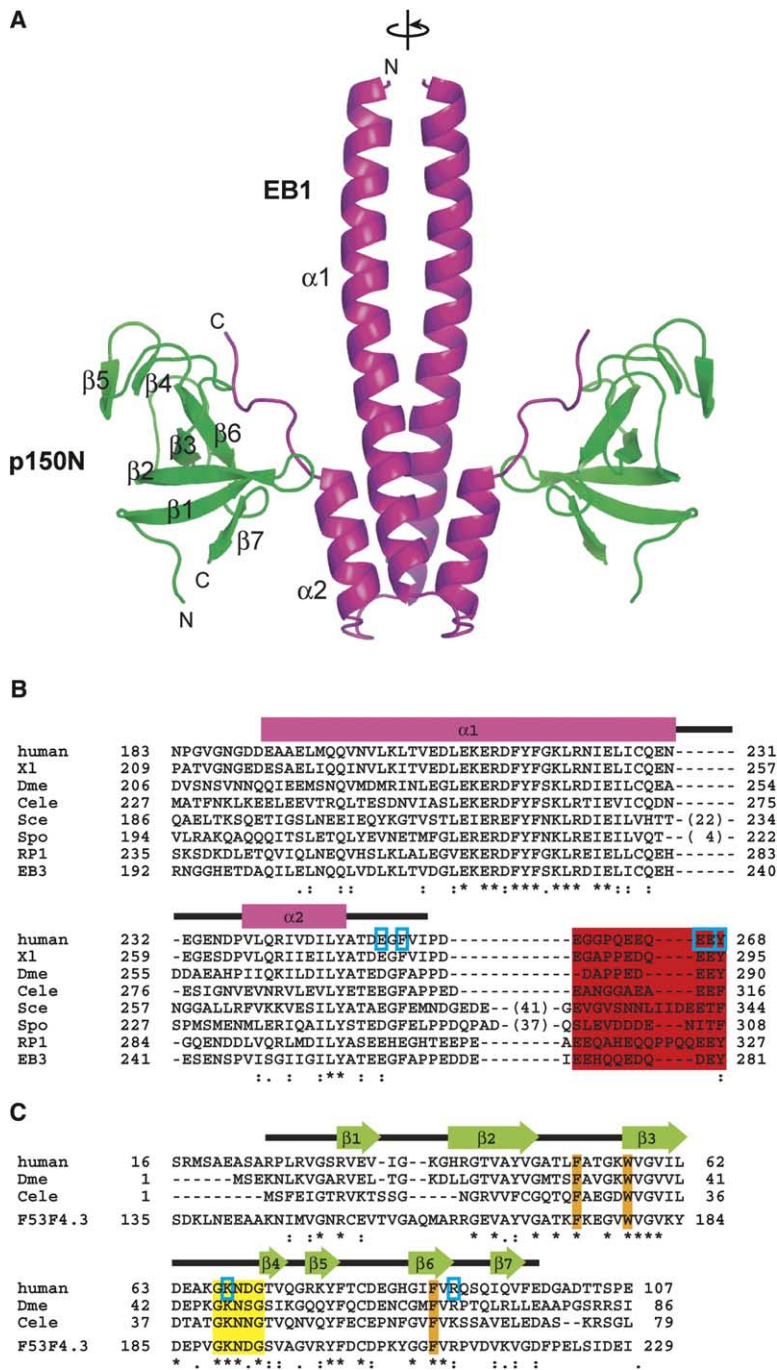 A
N
EB1
α1
C
β5
β4
β6
p150N
β3
β2
β1
β7
C
α2
N
B
α1
human 183 NPGVGNGDDEAAELMQQVNVLKLTVEDLEKERDFYFGKLRNIELICQEN------ 231
Xl 209 PATVGNGEDESAELIQQINVLKLTVEDLEKERDFYFGKLRNIELICQEN------ 257
Dme 206 DVSNSVNNQQIEEMSNQVMDMRINLEGLEKERDFYFSKLRDIEILCQEA------ 254
Cele 227 MATFNKLKEELEEVTRQLTESDNVIASLEKERDFYFSKLRTIEVICDSN------ 275
Sce 186 QAELTKSQETIGSLNEEIEQYKGTVSTLEIEREFYFNKLRDIEILVHTT-(22)- 234
Spo 194 VLRAKQAQQQITSLETQLYEVNETMFGLERERDFYFNKLREIEILVQT-( 4)- 222
RP1 235 SKSDKDLETQVIQLNEQVHSLKLALEGVEKERDFYFGKLREIELLCQEH------ 283
EB3 192 RNGGHETDAQILELNQQLVDLKLTVDGLEKERDFYFSKLRDIELICQEH------ 240
α2
human 232 -EGENDPVLQRIVDILYATDEGFVIPD--------------EGGPQEEQ----EEY 268
Xl 259 -EGESDPVLQRIIEILYATDEGFVIPD--------------EGAPPEDQ----EEY 295
Dme 255 DDAEAHPIIQKILDILYATEDGFAPPD--------------DAPPED----EEY 290
Cele 276 -ESIGNVEVNRLVEVLYETQEGFAPPED-------------EANGGAEA----EEF 316
Sce 257 NGGALLRFVKKVESILYATAEGFEMNDGEDE-(41)-GEVGVSNNLIIDEETF 344
Spo 227 SPMSMENMLERIQAILYSTEDGFELPPDQPAD-(37)-QSLEVDDDE---NITF 308
RP1 284 -GQENDDLVQRLMDILYASEEHEGHTEEPE-----------AEEQAHEQQPPQQEEY 327
EB3 241 -ESENSPVISGIIGILYATEEGFAPPEDDE-----------IEEHQQEDQ----DEY 281
C
β1 β2 β3
human 16 SRMSAEASARPLRVGSRVEV-IG--KGHRGTVAYVGATLFATGKWVGVIL 62
Dme 1 ------MSEKNLKVGARVEL-TG--KDLLGTVAYVGMTSFAVGKWVGVVL 41
Cele 1 --------MSFEIGTRVKTSSG----NGRVVFCGQTQFAEGDWVGVIL 36
F53F4.3 135 SDKLNEEAAKNIMVGNRCEVTVGAQMARRGEVAYVGATKFKEGVWVGVKY 184
β4 β5 β6 β7
human 63 DEAKGKNDGTVQGRKYFTCDEGHGIFVRQSQIQVFEDGADTTSPE 107
Dme 42 DEPKGKNSGSIKGQQYFQCDENCGMFVRPTQLRLLEAAPGSRRSI 86
Cele 37 DTATGKNNGTVQNVQYFECEPNFGVFVKSSAVELEDAS--KRSGL 79
F53F4.3 185 DEPVGKNDGSVAGVRYFDCDPKYGGFVRPVDVKVGDFPELSIDEI 229